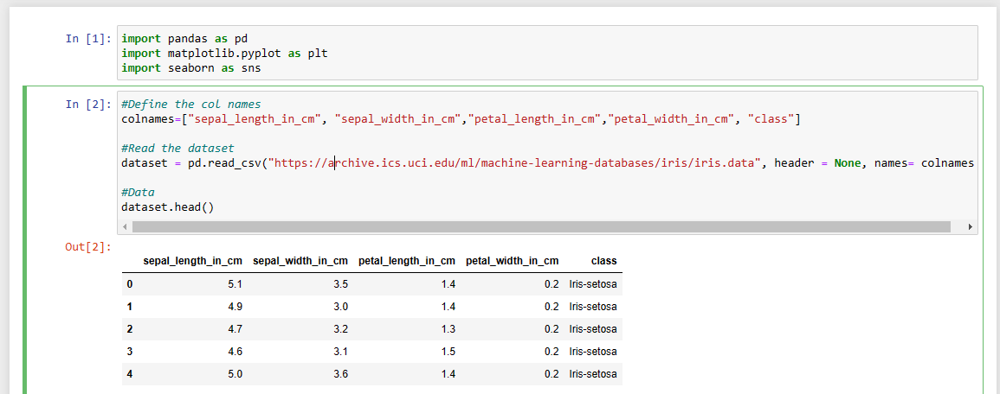 In [1]: import pandas as pd
import matplotlib.pyplot as plt
import seaborn as sns
In [2]: #Define the col names
colnames=["sepal_length_in_cm", "sepal_width_in_cm","petal_length_in_cm","petal_width_in_cm", "class"]
#Read the dataset
dataset = pd.read_csv("https://archive.ics.uci.edu/ml/machine-learning-databases/iris/iris.data", header = None, names= colnames
#Data
dataset.head()
Out[2]:
sepal_length_in_cm sepal_width_in_cm petal_length_in_cm petal_width_in_cm class
0 5.1 3.5 1.4 0.2 Iris-setosa
1 4.9 3.0 1.4 0.2 Iris-setosa
2 4.7 3.2 1.3 0.2 Iris-setosa
3 4.6 3.1 1.5 0.2 Iris-setosa
4 5.0 3.6 1.4 0.2 Iris-setosa